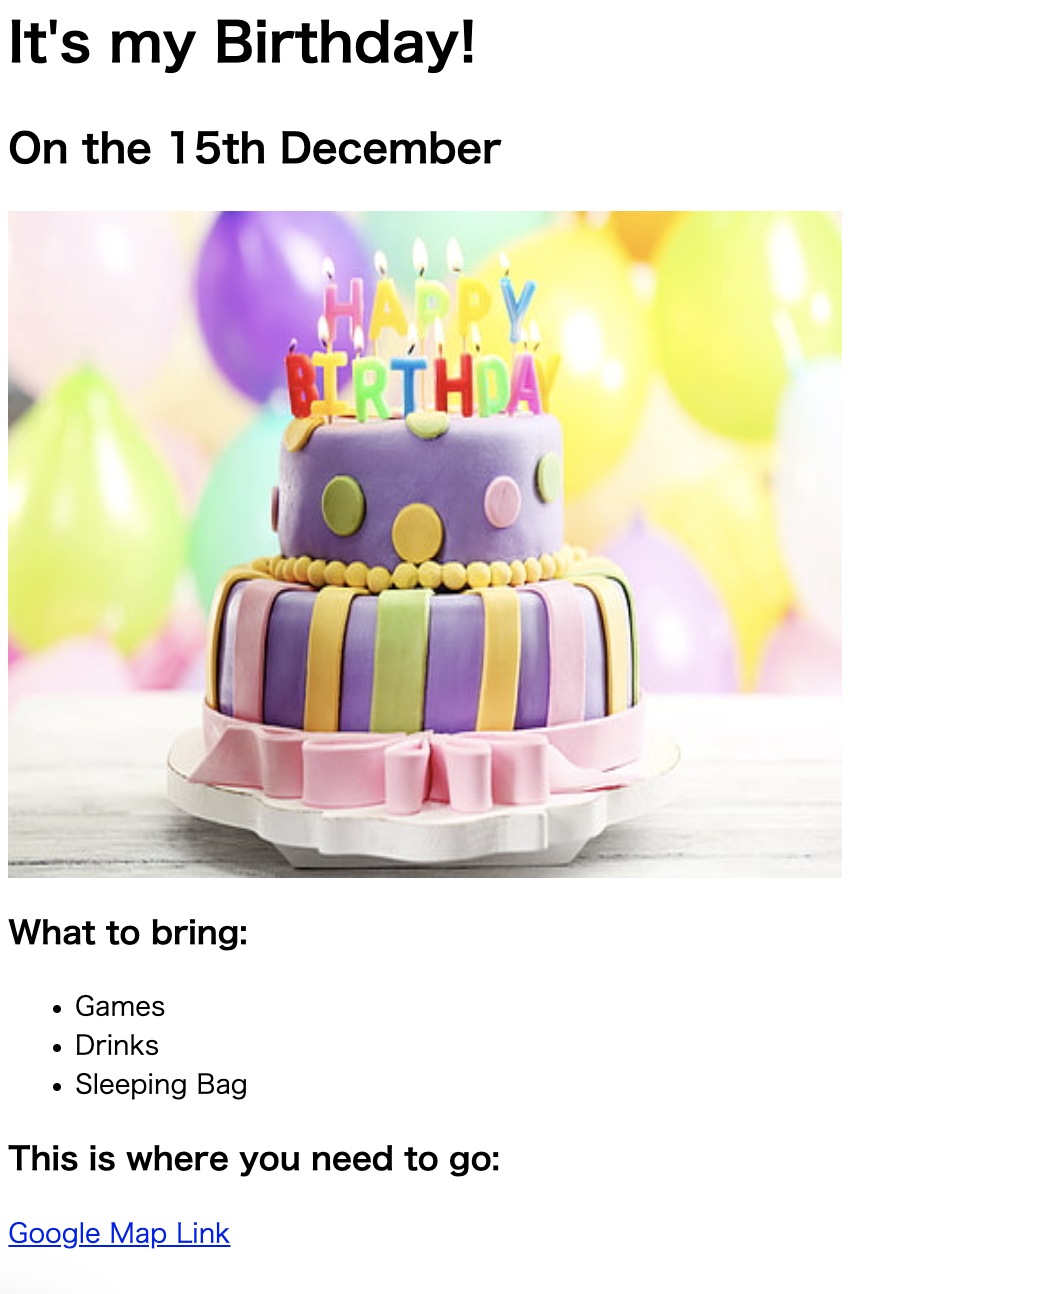 It's my Birthday!
On the 15th December
HAPPY
BIRTHDAY
What to bring:
Games
Drinks
Sleeping Bag
This is where you need to go:
Google Map Link